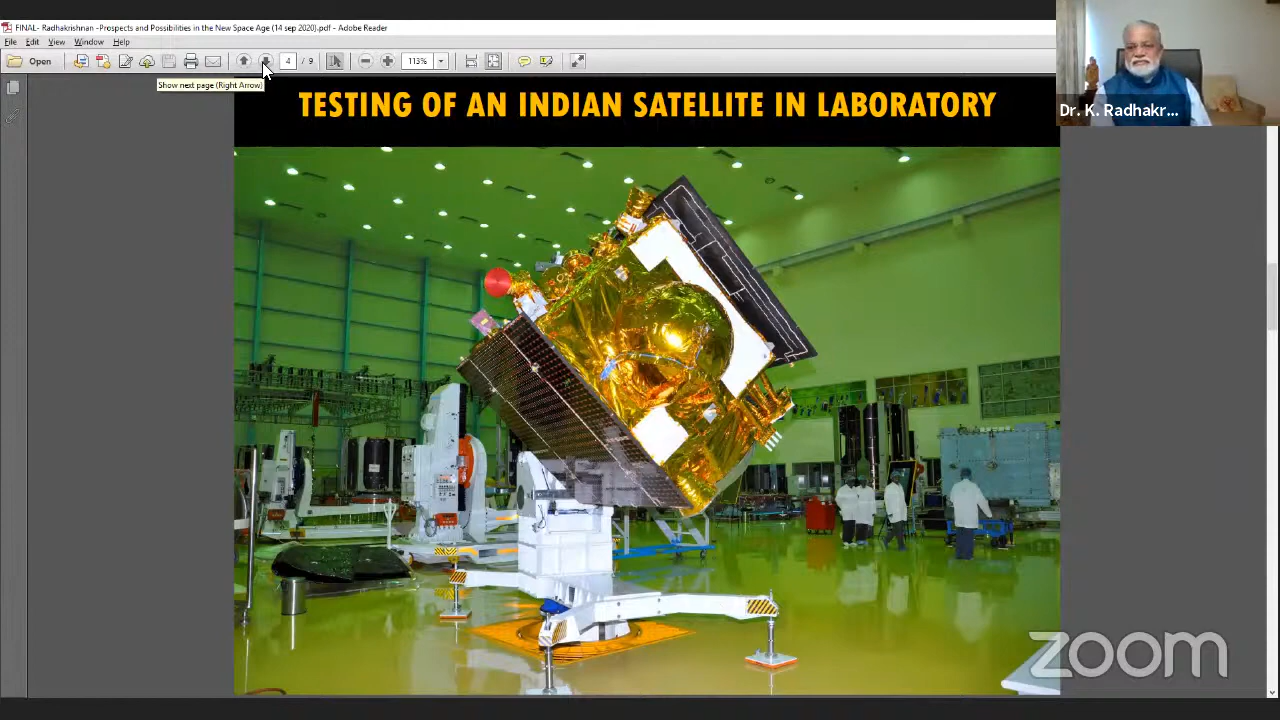 FINAL- Radhakrishnan -Prospects and Possibilities in the New Space Age (14 sep 2020).pdf - Adobe Reader
File Edit View Window Help
Open 4 / 9 113%
Show next page (Right Arrow)
TESTING OF AN INDIAN SATELLITE IN LABORATORY
Dr. K. Radhakr...
zoom